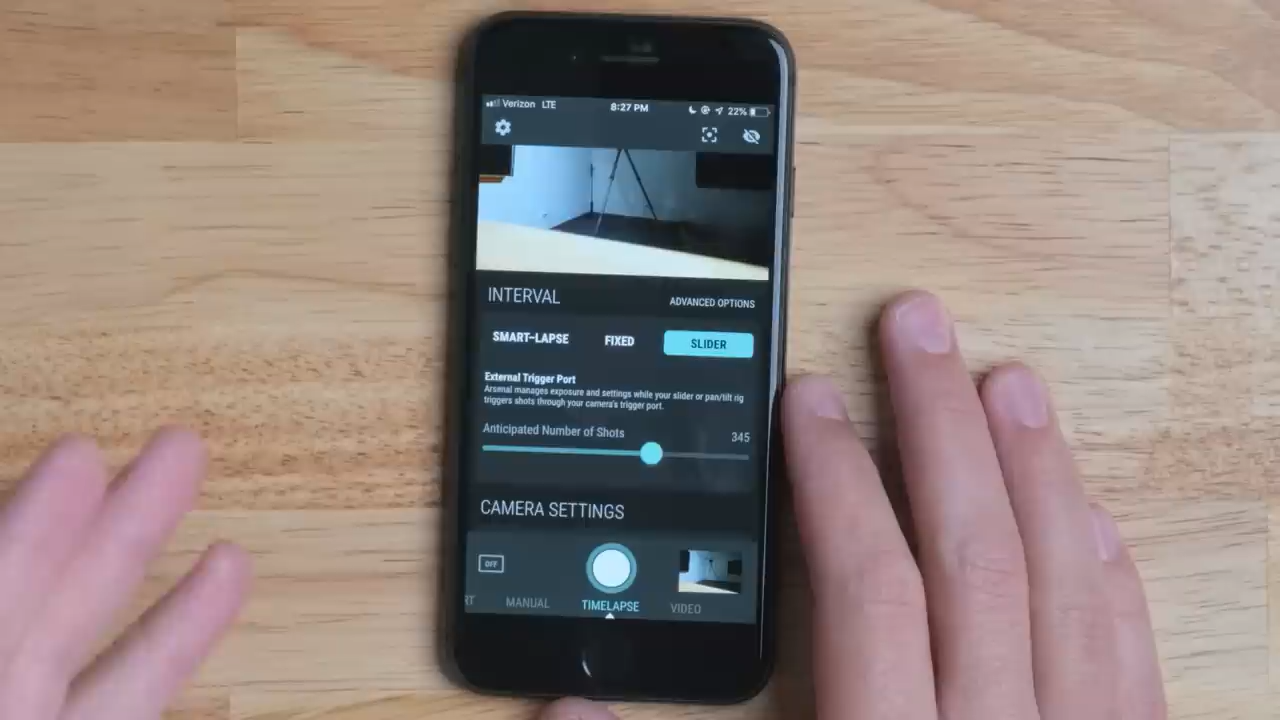 Verizon LTE 8:27 PM 22%
INTERVAL ADVANCED OPTIONS
SMART-LAPSE FIXED SLIDER
External Trigger Port
Arsenal manages exposure and settings while your slider or pan/tilt rig
triggers shots through your camera's trigger port.
Anticipated Number of Shots 345
CAMERA SETTINGS
OFF
RT MANUAL TIMELAPSE VIDEO